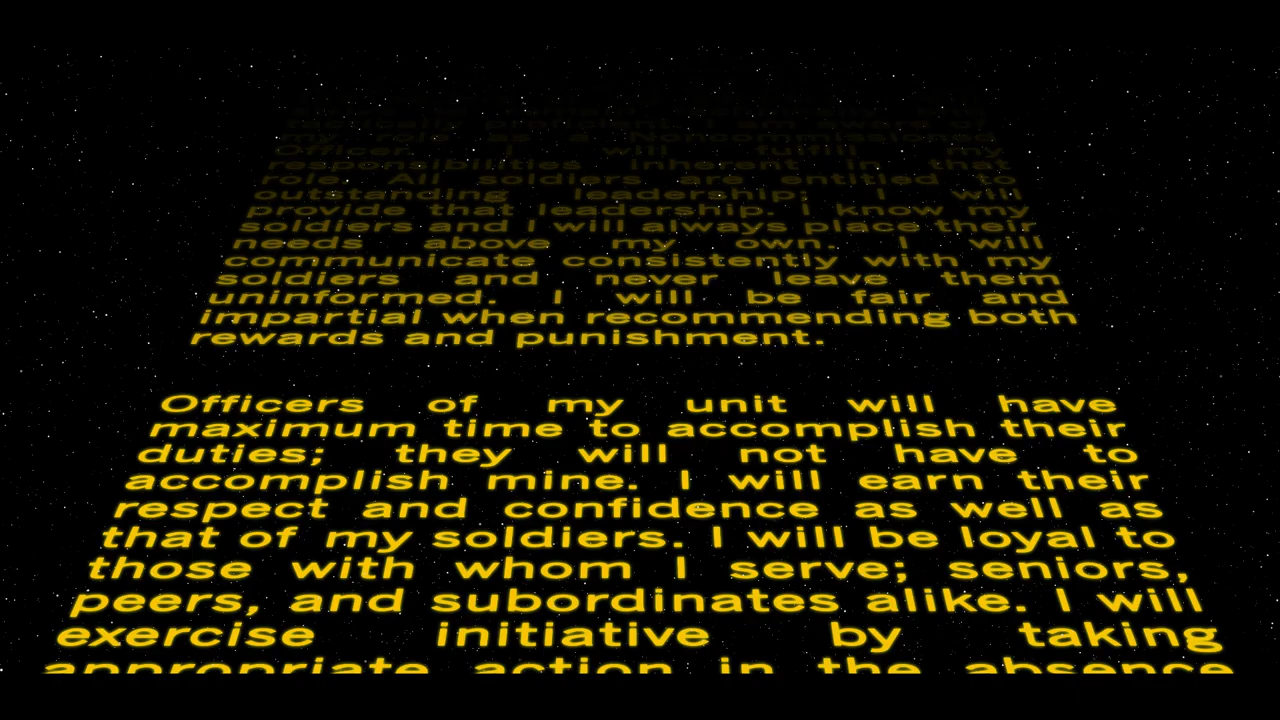 my role as a Noncommissioned
Officer. I will fulfill my
responsibilities inherent in that
role. All soldiers are entitled to
outstanding leadership; I will
provide that leadership. I know my
soldiers and I will always place their
needs above my own. I will
communicate consistently with my
soldiers and never leave them
uninformed. I will be fair and
impartial when recommending both
rewards and punishment.
Officers of my unit will have
maximum time to accomplish their
duties; they will not have to
accomplish mine. I will earn their
respect and confidence as well as
that of my soldiers. I will be loyal to
those with whom I serve; seniors,
peers, and subordinates alike. I will
exercise initiative by taking
appropriate action in the absence